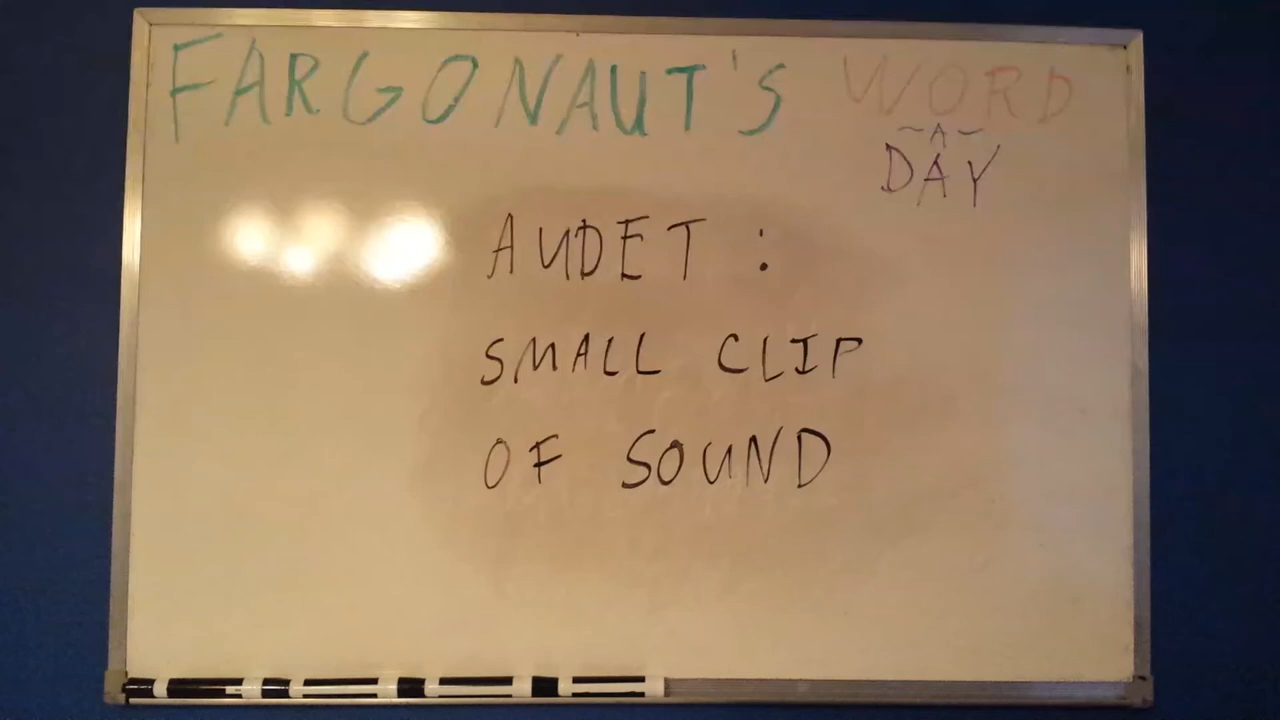 FARGONAUT'S WORD
~A~
DAY
AUDET :
SMALL CLIP
OF SOUND